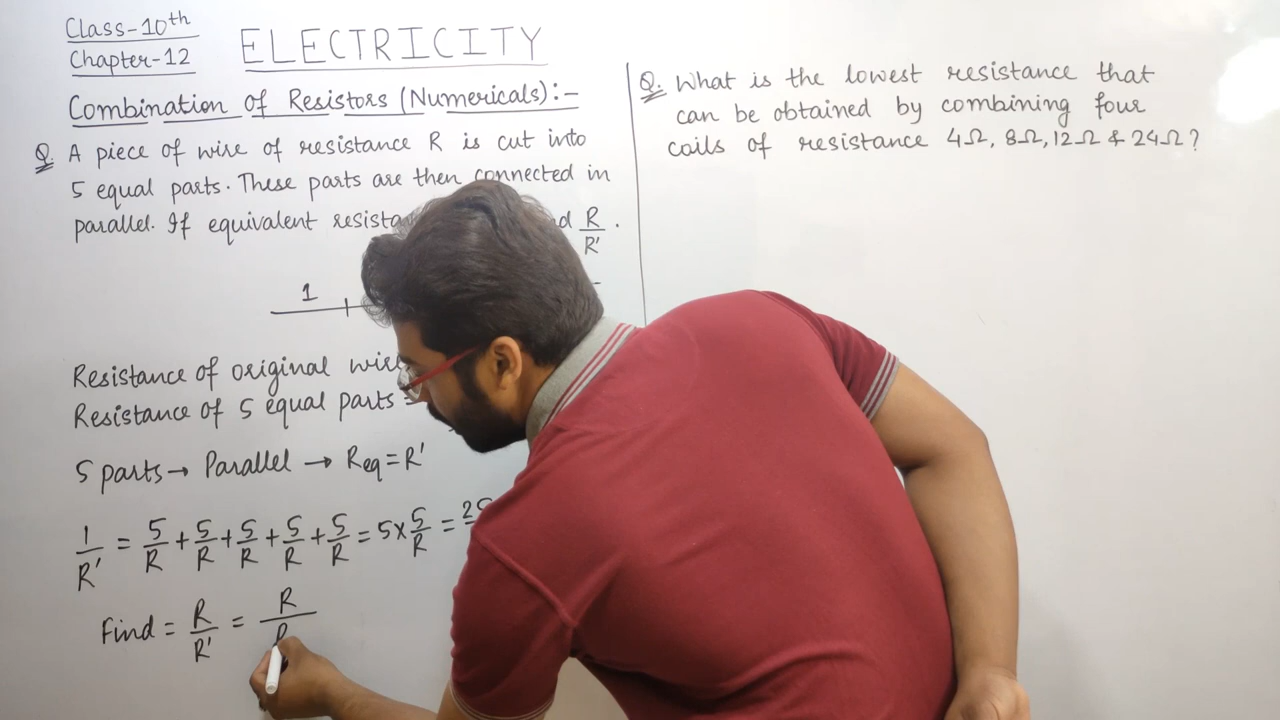 Class-10th
Chapter-12
ELECTRICITY
Combination of Resistors (Numericals):-
Q. A piece of wire of resistance R is cut into
5 equal parts. These parts are then connected in
parallel. If equivalent R/R'.
1
Resistance of original
Resistance of 5 equal parts
5 parts → Parallel → Req = R'
1/R' = 5/R + 5/R + 5/R + 5/R + 5/R = 5 × 5/R =
Find = R/R' = R/
Q. What is the lowest resistance that
can be obtained by combining four
coils of resistance 4Ω, 8Ω, 12Ω & 24Ω?